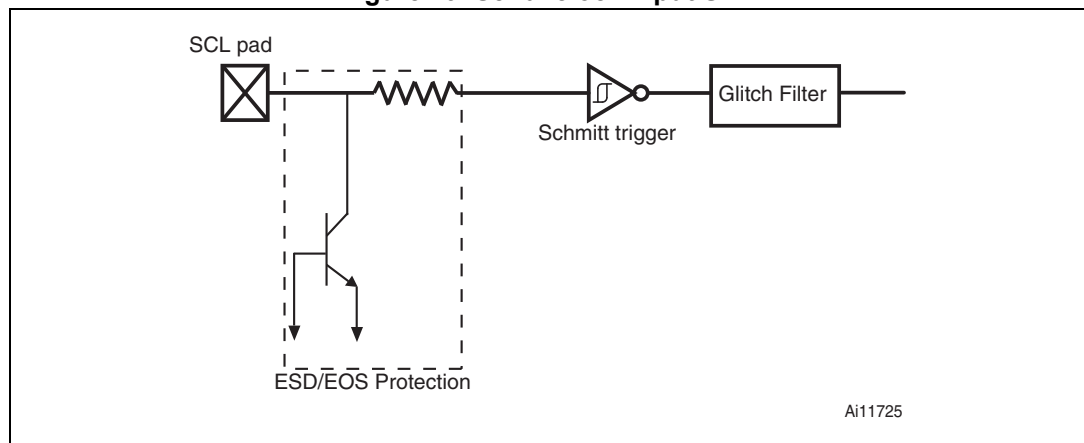 SCL pad
Glitch Filter
Schmitt trigger
ESD/EOS Protection
Ai11725